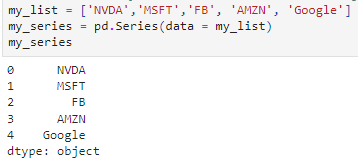 my_list = ['NVDA','MSFT','FB', 'AMZN', 'Google']
my_series = pd.Series(data = my_list)
my_series
0 NVDA
1 MSFT
2 FB
3 AMZN
4 Google
dtype: object